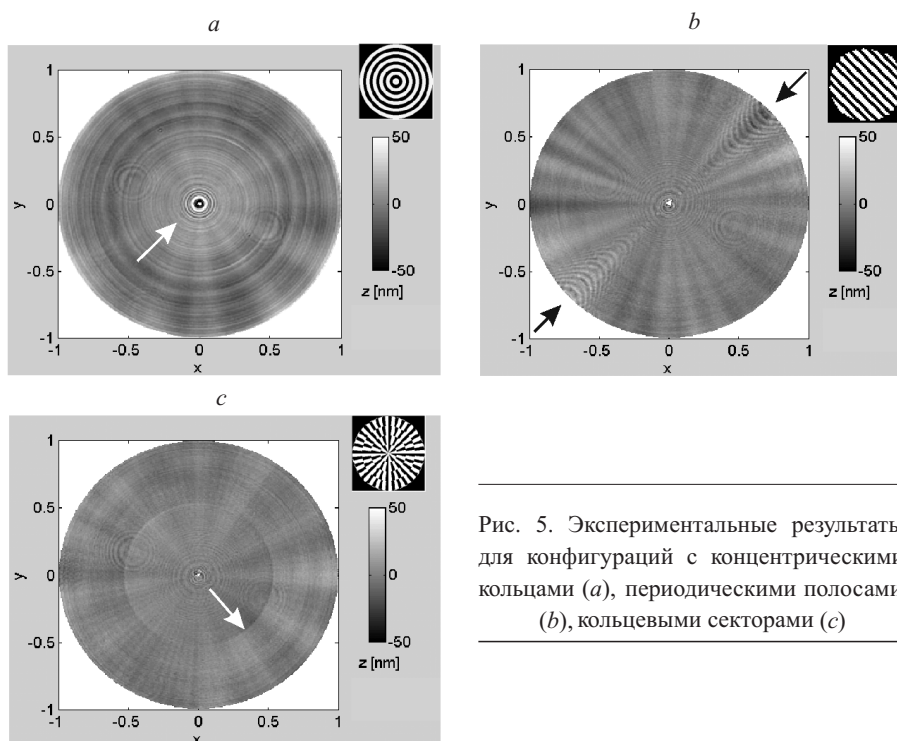 a
1
0.5
0
-0.5
-1
-1
-0.5
0
0.5
1
x
y
50
0
-50
z [nm]
b
1
0.5
0
-0.5
-1
-1
-0.5
0
0.5
1
x
y
50
0
-50
z [nm]
c
1
0.5
0
-0.5
-1
-1
-0.5
0
0.5
1
x
y
50
0
-50
z [nm]
Рис. 5. Экспериментальные результаты
для конфигураций с концентрическими
кольцами (a), периодическими полосами
(b), кольцевыми секторами (c)